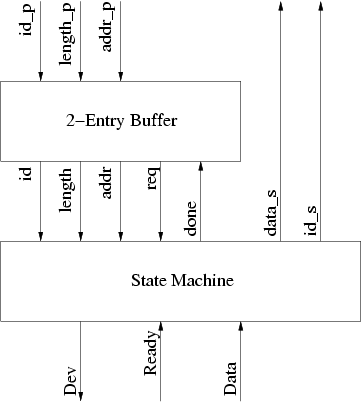 id_p
length_p
addr_p
2-Entry Buffer
id
length
addr
req
done
data_s
id_s
State Machine
Dev
Ready
Data